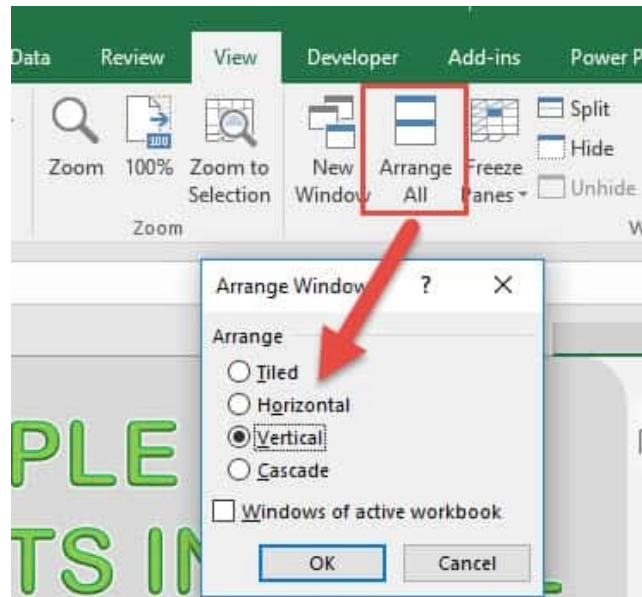 Data Review View Developer Add-ins Power P
Zoom 100% Zoom to Selection New Window Arrange All Freeze Panes Split
Hide
Unhide
Zoom W
Arrange Window ? X
Arrange
Tiled
Horizontal
Vertical
Cascade
Windows of active workbook
OK Cancel
PLE
TS IN L